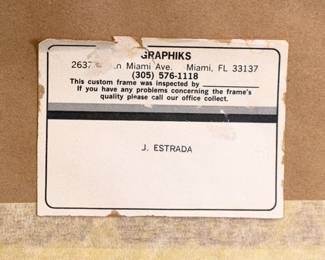 GRAPHIKS
Miami Ave. Miami, FL 33137
(305) 576-1118
This custom frame was inspected by
If you have any problems concerning the frame's
quality please call our office collect.
J. ESTRADA